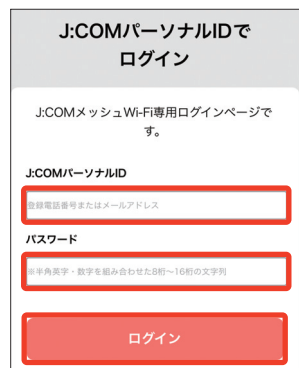 J:COMパーソナルIDで
ログイン
J:COMメッシュWi-Fi専用ログインページで
す。
J:COMパーソナルID
登録電話番号またはメールアドレス
パスワード
※半角英字・数字を組み合わせた8桁～16桁の文字列
ログイン